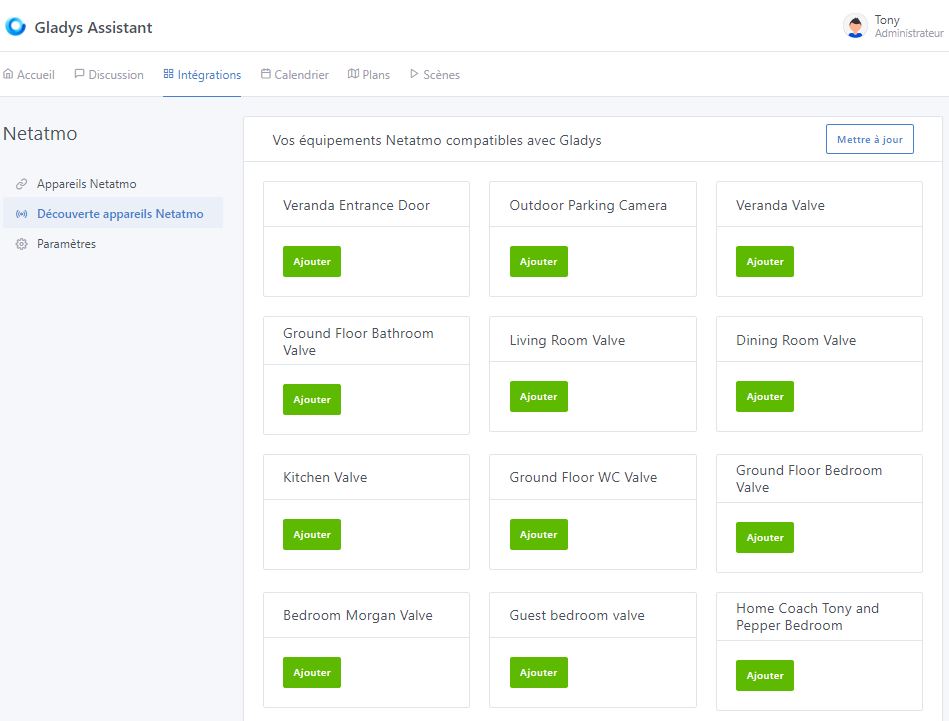 Gladys Assistant
Tony
Administrateur
Accueil
Discussion
Intégrations
Calendrier
Plans
Scènes
Netatmo
Appareils Netatmo
Découverte appareils Netatmo
Paramètres
Vos équipements Netatmo compatibles avec Gladys
Mettre à jour
Veranda Entrance Door
Ajouter
Outdoor Parking Camera
Ajouter
Veranda Valve
Ajouter
Ground Floor Bathroom
Valve
Ajouter
Living Room Valve
Ajouter
Dining Room Valve
Ajouter
Kitchen Valve
Ajouter
Ground Floor WC Valve
Ajouter
Ground Floor Bedroom
Valve
Ajouter
Bedroom Morgan Valve
Ajouter
Guest bedroom valve
Ajouter
Home Coach Tony and
Pepper Bedroom
Ajouter